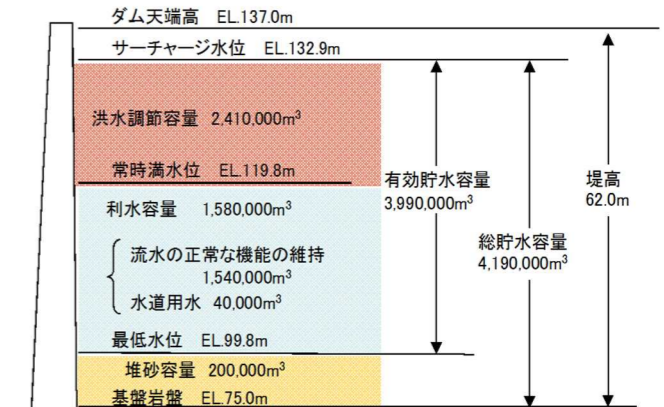 ダム天端高 EL.137.0m
サーチャージ水位 EL.132.9m
洪水調節容量 2,410,000m³
常時満水位 EL.119.8m
有効貯水容量
3,990,000m³
堤高
62.0m
利水容量 1,580,000m³
総貯水容量
4,190,000m³
流水の正常な機能の維持
1,540,000m³
水道用水 40,000m³
最低水位 EL.99.8m
堆砂容量 200,000m³
基盤岩盤 EL.75.0m